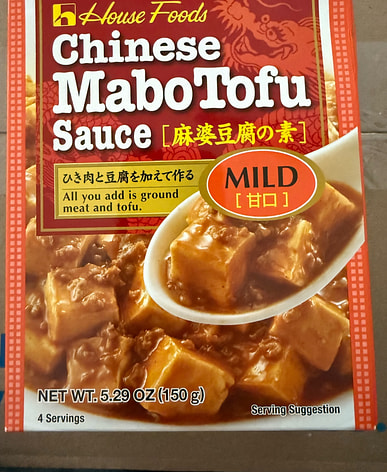 House Foods
Chinese
Mabo Tofu
Sauce [麻婆豆腐の素]
ひき肉と豆腐を加えて作る
All you add is ground
meat and tofu.
MILD
[甘口]
NET WT. 5.29 OZ (150 g)
4 Servings
Serving Suggestion